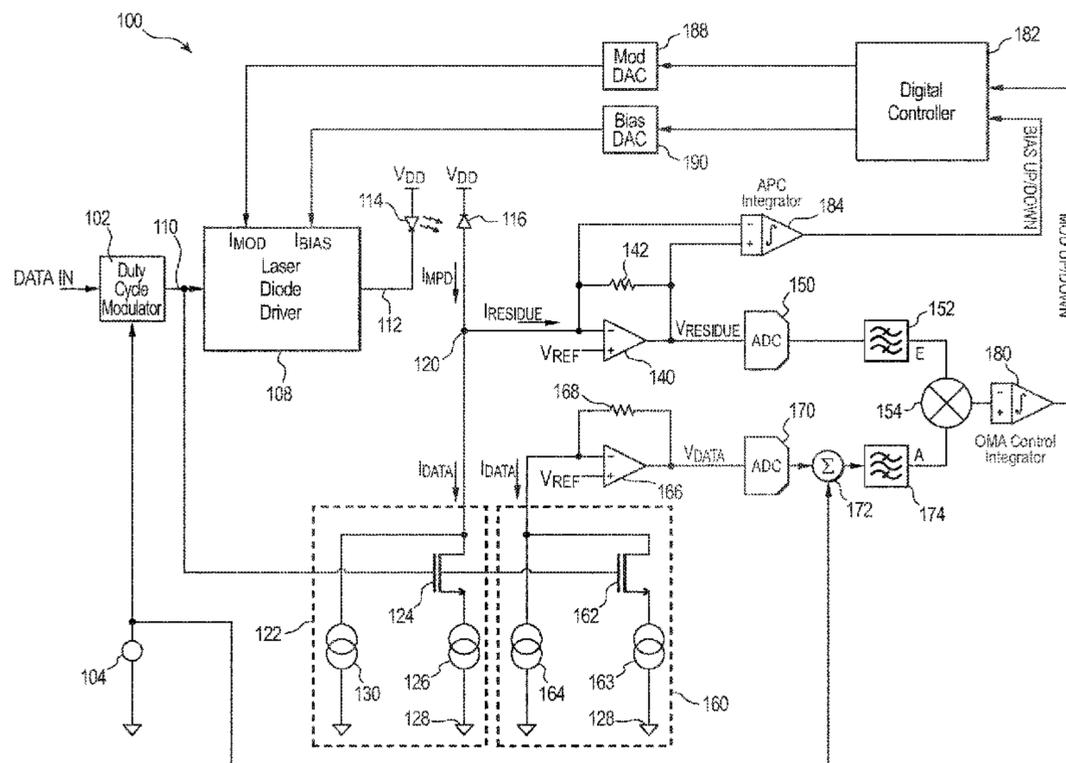 100
188
Mod
DAC
182
Digital
Controller
Bias
DAC
190
VDD
VDD
114
116
APC
Integrator
184
BIAS UP/DOWN
MOD UP/DOWN
102
110
DATA IN
Duty
Cycle
Modulator
IMOD
IBIAS
Laser
Diode
Driver
112
108
IMPD
142
IRESIDUE
120
VREF
140
VRESIDUE
150
ADC
152
E
154
180
OMA Control
Integrator
168
IDATA
IDATA
VREF
166
VDATA
170
ADC
Σ
172
A
174
124
162
122
104
130
126
164
163
128
128
160